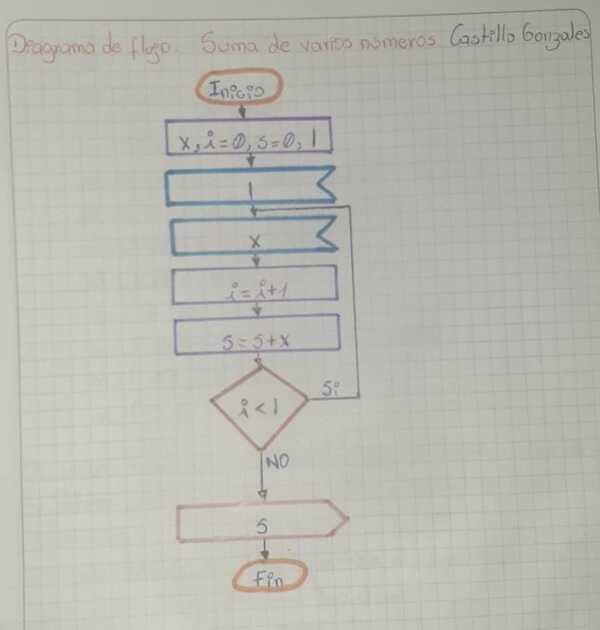 Diagrama de flujo. Suma de varios números Castillo Gonzales
Inicio
x, i=0, s=0, l
l
x
i=i+1
s=s+x
i<l
Si
NO
s
Fin